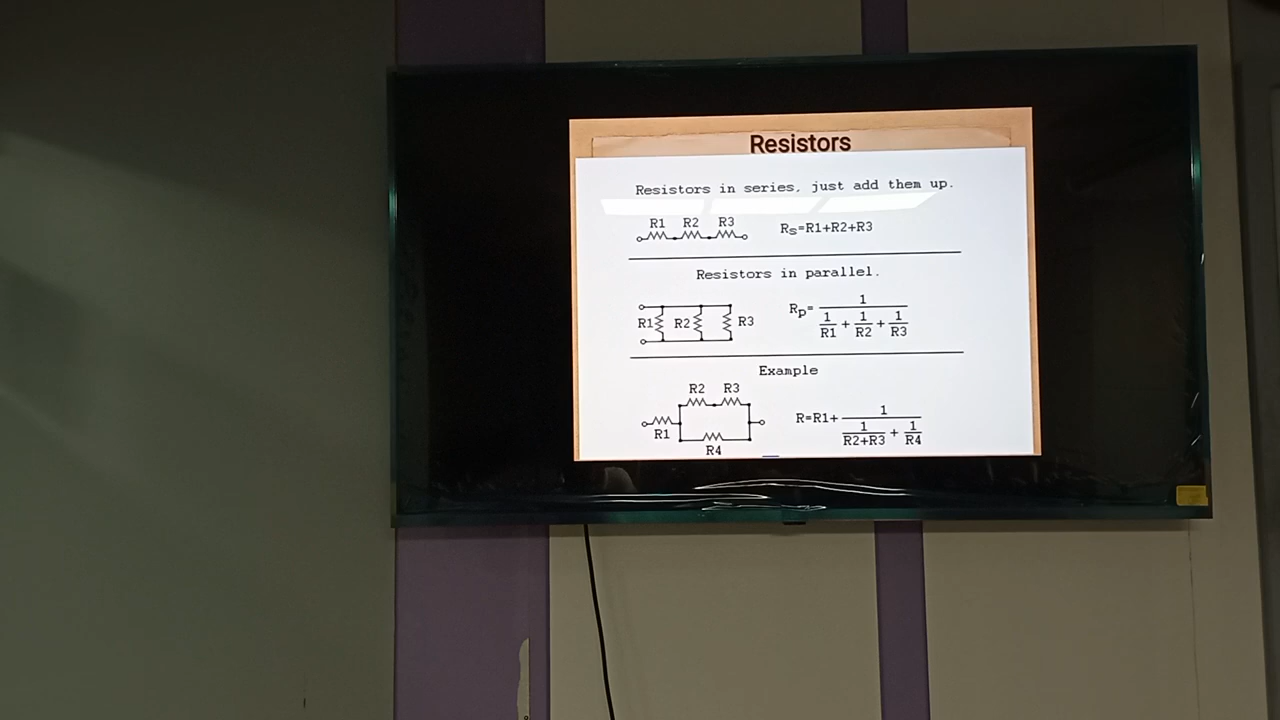 Resistors
Resistors in series, just add them up.
R1 R2 R3
Rs=R1+R2+R3
Resistors in parallel.
R1 R2 R3
Rp= 1
1 + 1 + 1
R1 R2 R3
Example
R2 R3
R1
R4
R=R1+ 1
1 + 1
R2+R3 R4